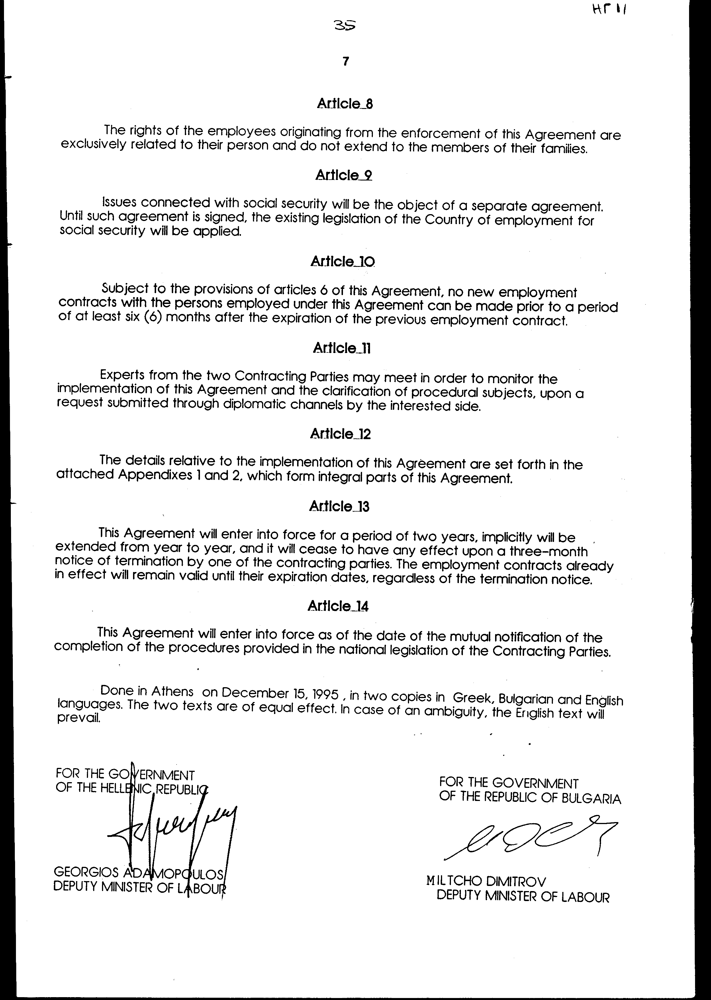 ΗΓ 11
35
7
Article 8
The rights of the employees originating from the enforcement of this Agreement are
exclusively related to their person and do not extend to the members of their families.
Article 9
Issues connected with social security will be the object of a separate agreement.
Until such agreement is signed, the existing legislation of the Country of employment for
social security will be applied.
Article 10
Subject to the provisions of articles 6 of this Agreement, no new employment
contracts with the persons employed under this Agreement can be made prior to a period
of at least six (6) months after the expiration of the previous employment contract.
Article 11
Experts from the two Contracting Parties may meet in order to monitor the
implementation of this Agreement and the clarification of procedural subjects, upon a
request submitted through diplomatic channels by the interested side.
Article 12
The details relative to the implementation of this Agreement are set forth in the
attached Appendixes 1 and 2, which form integral parts of this Agreement.
Article 13
This Agreement will enter into force for a period of two years, implicitly will be
extended from year to year, and it will cease to have any effect upon a three-month
notice of termination by one of the contracting parties. The employment contracts already
in effect will remain valid until their expiration dates, regardless of the termination notice.
Article 14
This Agreement will enter into force as of the date of the mutual notification of the
completion of the procedures provided in the national legislation of the Contracting Parties.
Done in Athens on December 15, 1995 , in two copies in Greek, Bulgarian and English
languages. The two texts are of equal effect. In case of an ambiguity, the English text will
prevail.
FOR THE GOVERNMENT
OF THE HELLENIC REPUBLIC
GEORGIOS ADAMOPOULOS
DEPUTY MINISTER OF LABOUR
FOR THE GOVERNMENT
OF THE REPUBLIC OF BULGARIA
MILTCHO DIMITROV
DEPUTY MINISTER OF LABOUR